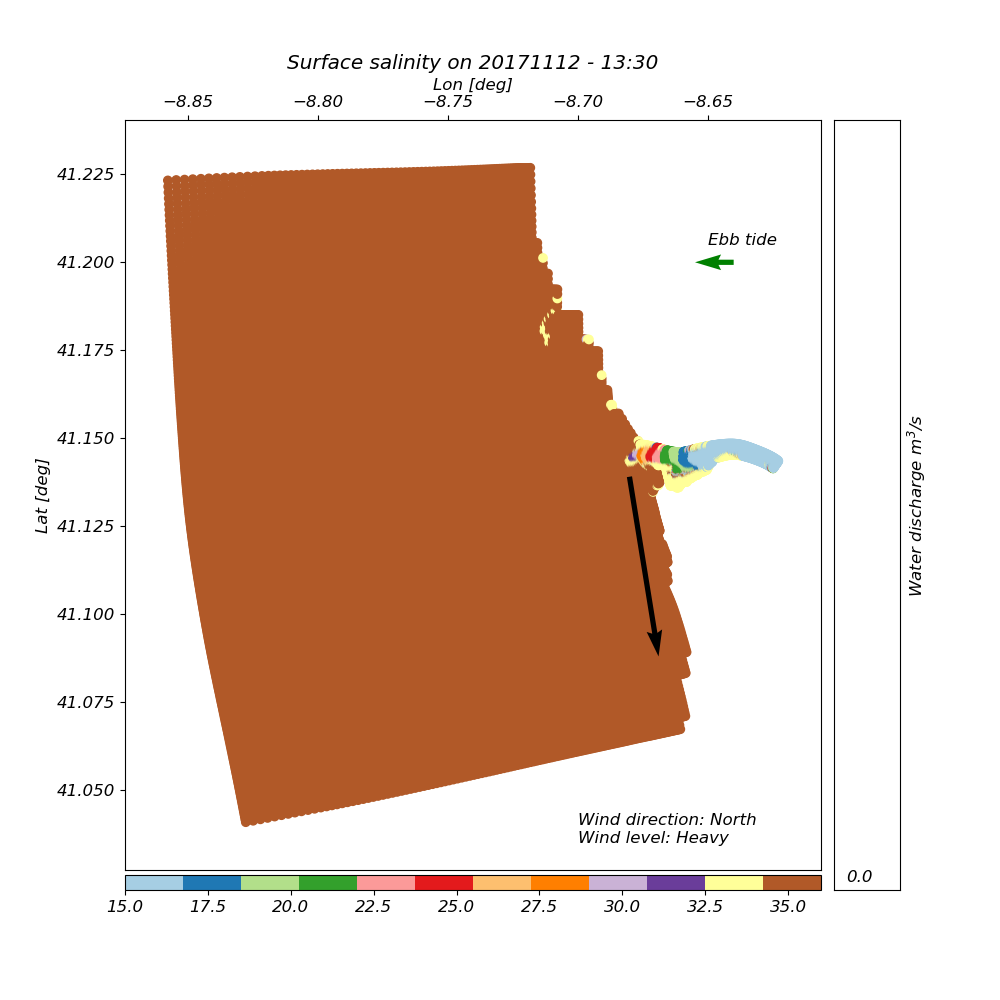 Surface salinity on 20171112 - 13:30
Lon [deg]
−8.85 −8.80 −8.75 −8.70 −8.65
41.225
Ebb tide
41.200
41.175
41.150
41.125
41.100
41.075
41.050
Lat [deg]
Water discharge m³/s
Wind direction: North
Wind level: Heavy
0.0
15.0 17.5 20.0 22.5 25.0 27.5 30.0 32.5 35.0